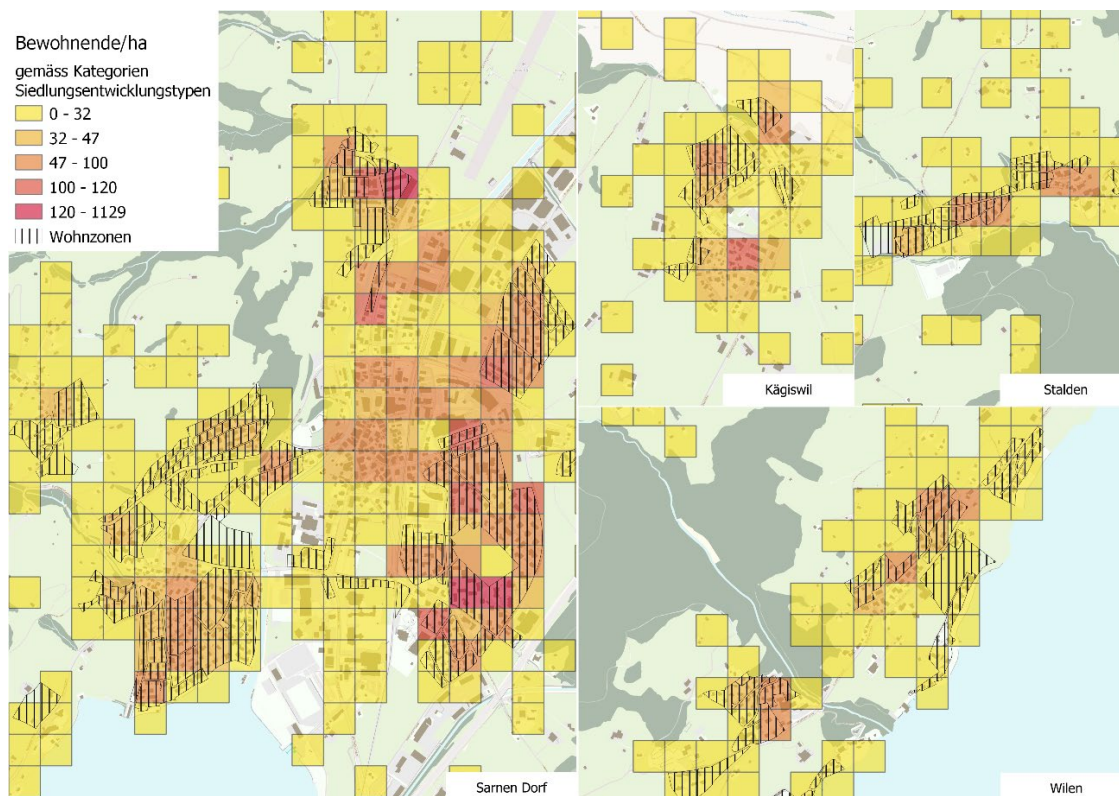 Bewohnende/ha
gemäss Kategorien
Siedlungsentwicklungstypen
0 - 32
32 - 47
47 - 100
100 - 120
120 - 1129
Wohnzonen
Kägiswil
Stalden
Sarnen Dorf
Wilen